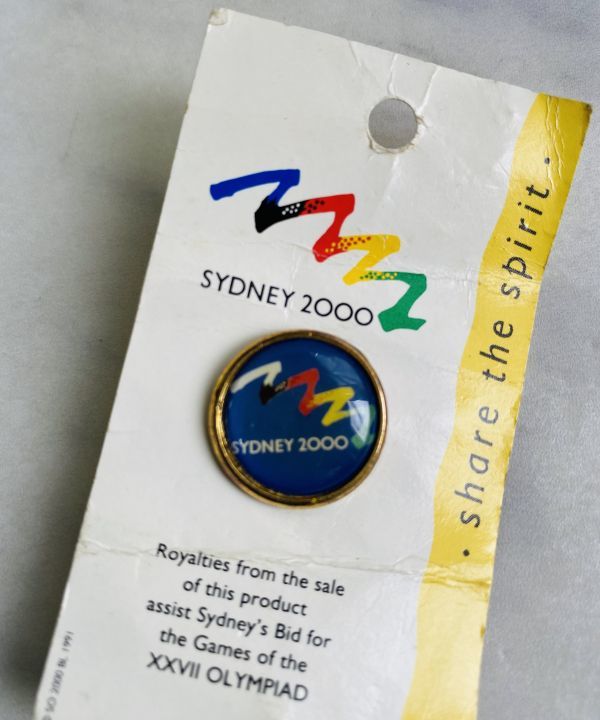 SYDNEY 2000
SYDNEY 2000
Royalties from the sale
of this product
assist Sydney's Bid for
the Games of the
XXVII OLYMPIAD
• share the spirit •
1991